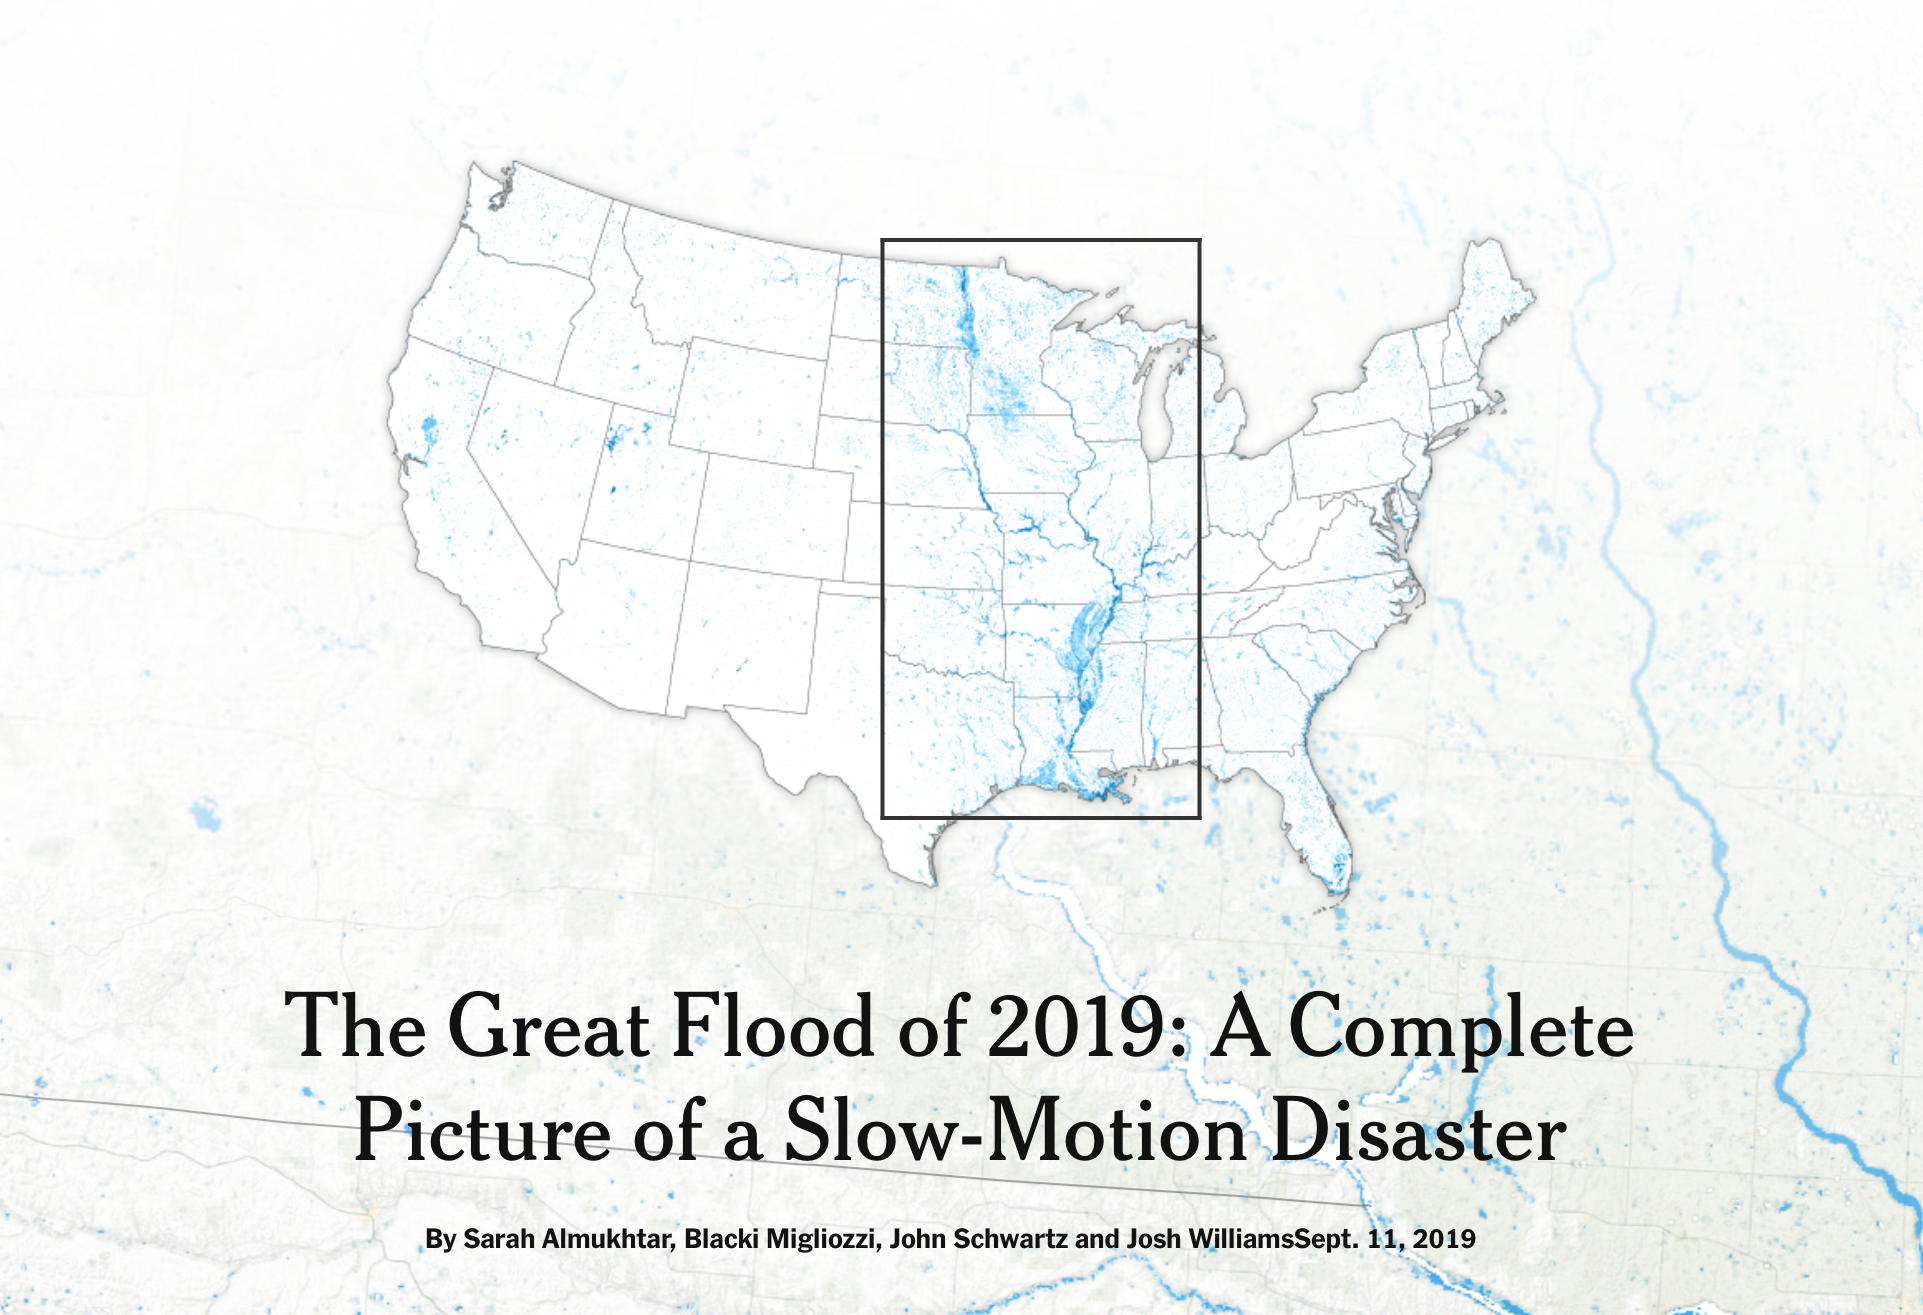 The Great Flood of 2019: A Complete
Picture of a Slow-Motion Disaster
By Sarah Almukhtar, Blacki Migliozzi, John Schwartz and Josh WilliamsSept. 11, 2019